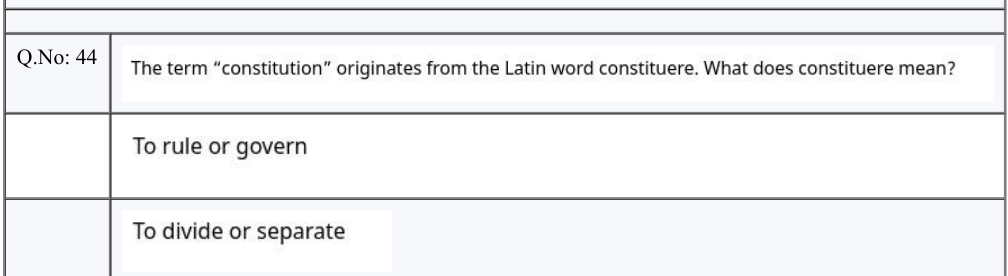 Q.No: 44
The term “constitution” originates from the Latin word constituere. What does constituere mean?
To rule or govern
To divide or separate